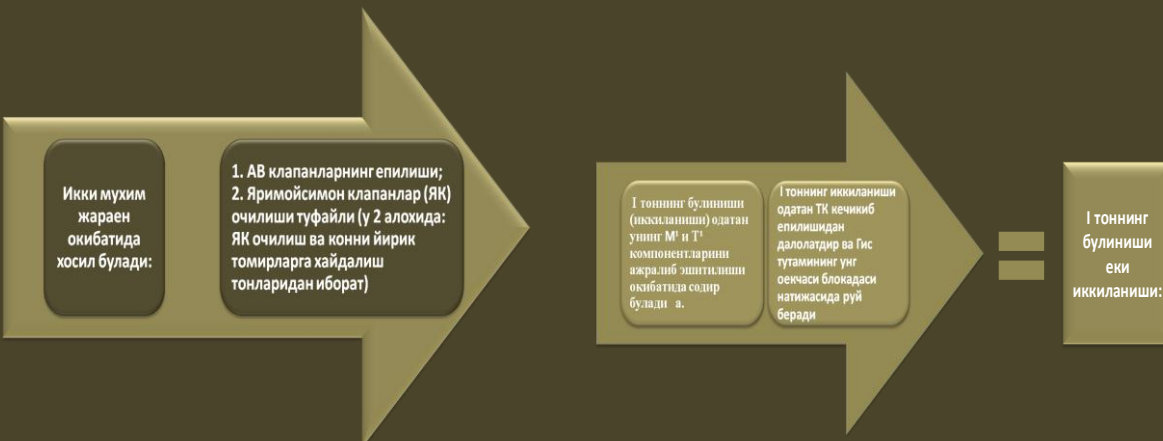 Икки мухим
жараен
окибатида
хосил булади:
1. АВ клапанларнинг епилиши;
2. Яримойсимон клапанлар (ЯК)
очилиши туфайли (у 2 алохида:
ЯК очилиш ва конни йирик
томирларга хайдалиш
тонларидан иборат)
I тоннинг булиниши
(иккиланиши) одатан
унинг М¹ и Т¹
компонентларини
ажралиб эшитилиши
окибатида содир
булади а.
I тоннинг иккиланиши
одатан ТК кечикиб
епилишидан
далолатдир ва Гис
тутамининг унг
оекчаси блокадаси
натижасида руй
беради
I тоннинг
булиниши
еки
иккиланиши: